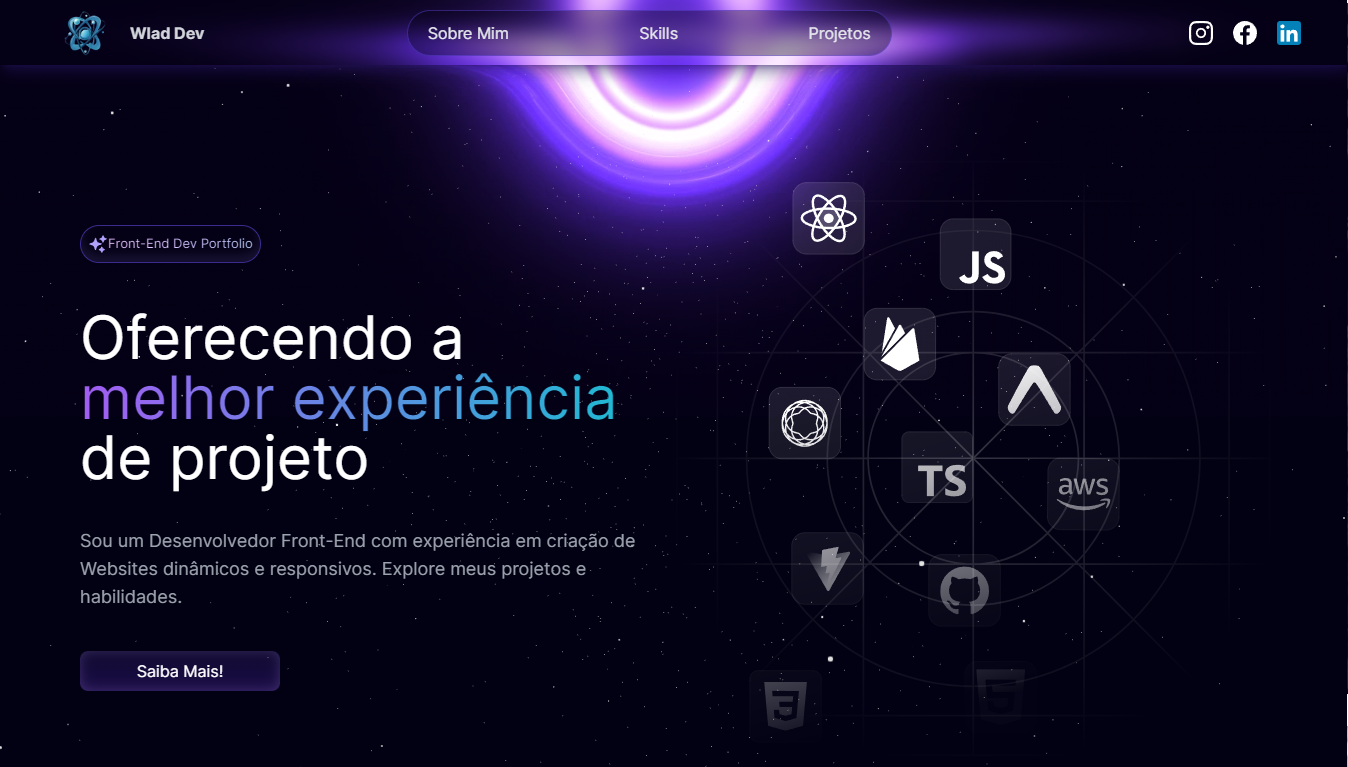 Wlad Dev
Sobre Mim
Skills
Projetos
in
Front-End Dev Portfolio
Oferecendo a
melhor experiência
de projeto
Sou um Desenvolvedor Front-End com experiência em criação de
Websites dinâmicos e responsivos. Explore meus projetos e
habilidades.
Saiba Mais!
JS
TS
aws
3